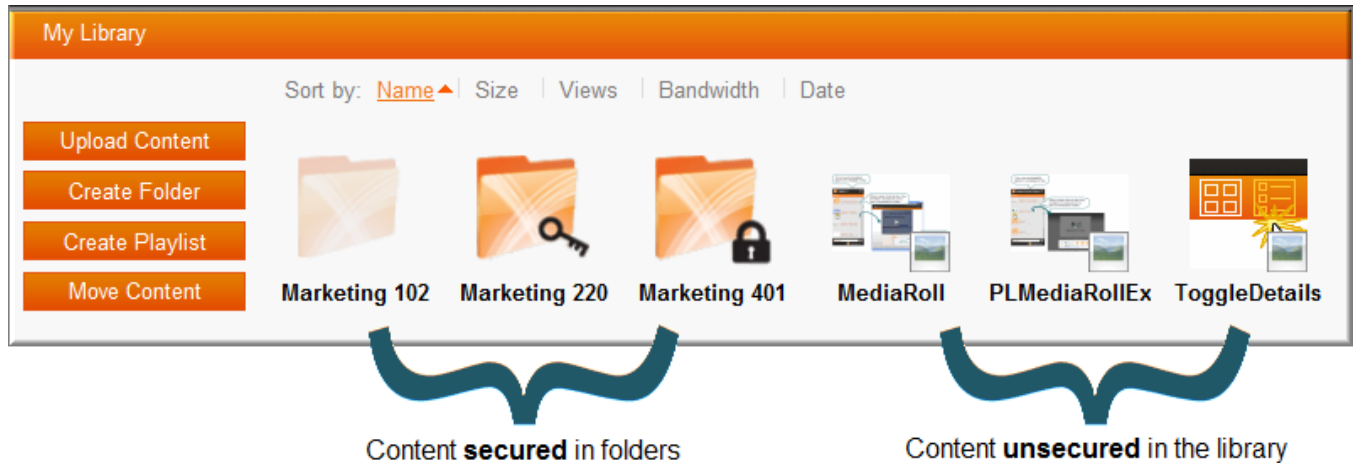 My Library
Sort by: Name Size Views Bandwidth Date
Upload Content
Create Folder
Create Playlist
Move Content
Marketing 102 Marketing 220 Marketing 401 MediaRoll PLMediaRollEx ToggleDetails
Content secured in folders
Content unsecured in the library